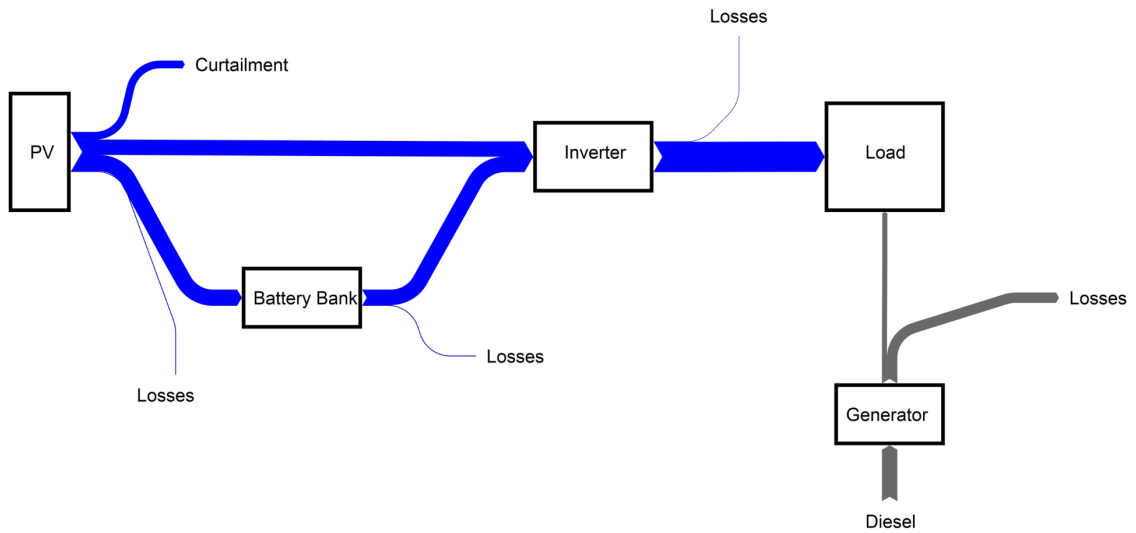 Losses
Curtailment
PV
Inverter
Load
Battery Bank
Losses
Losses
Losses
Generator
Diesel